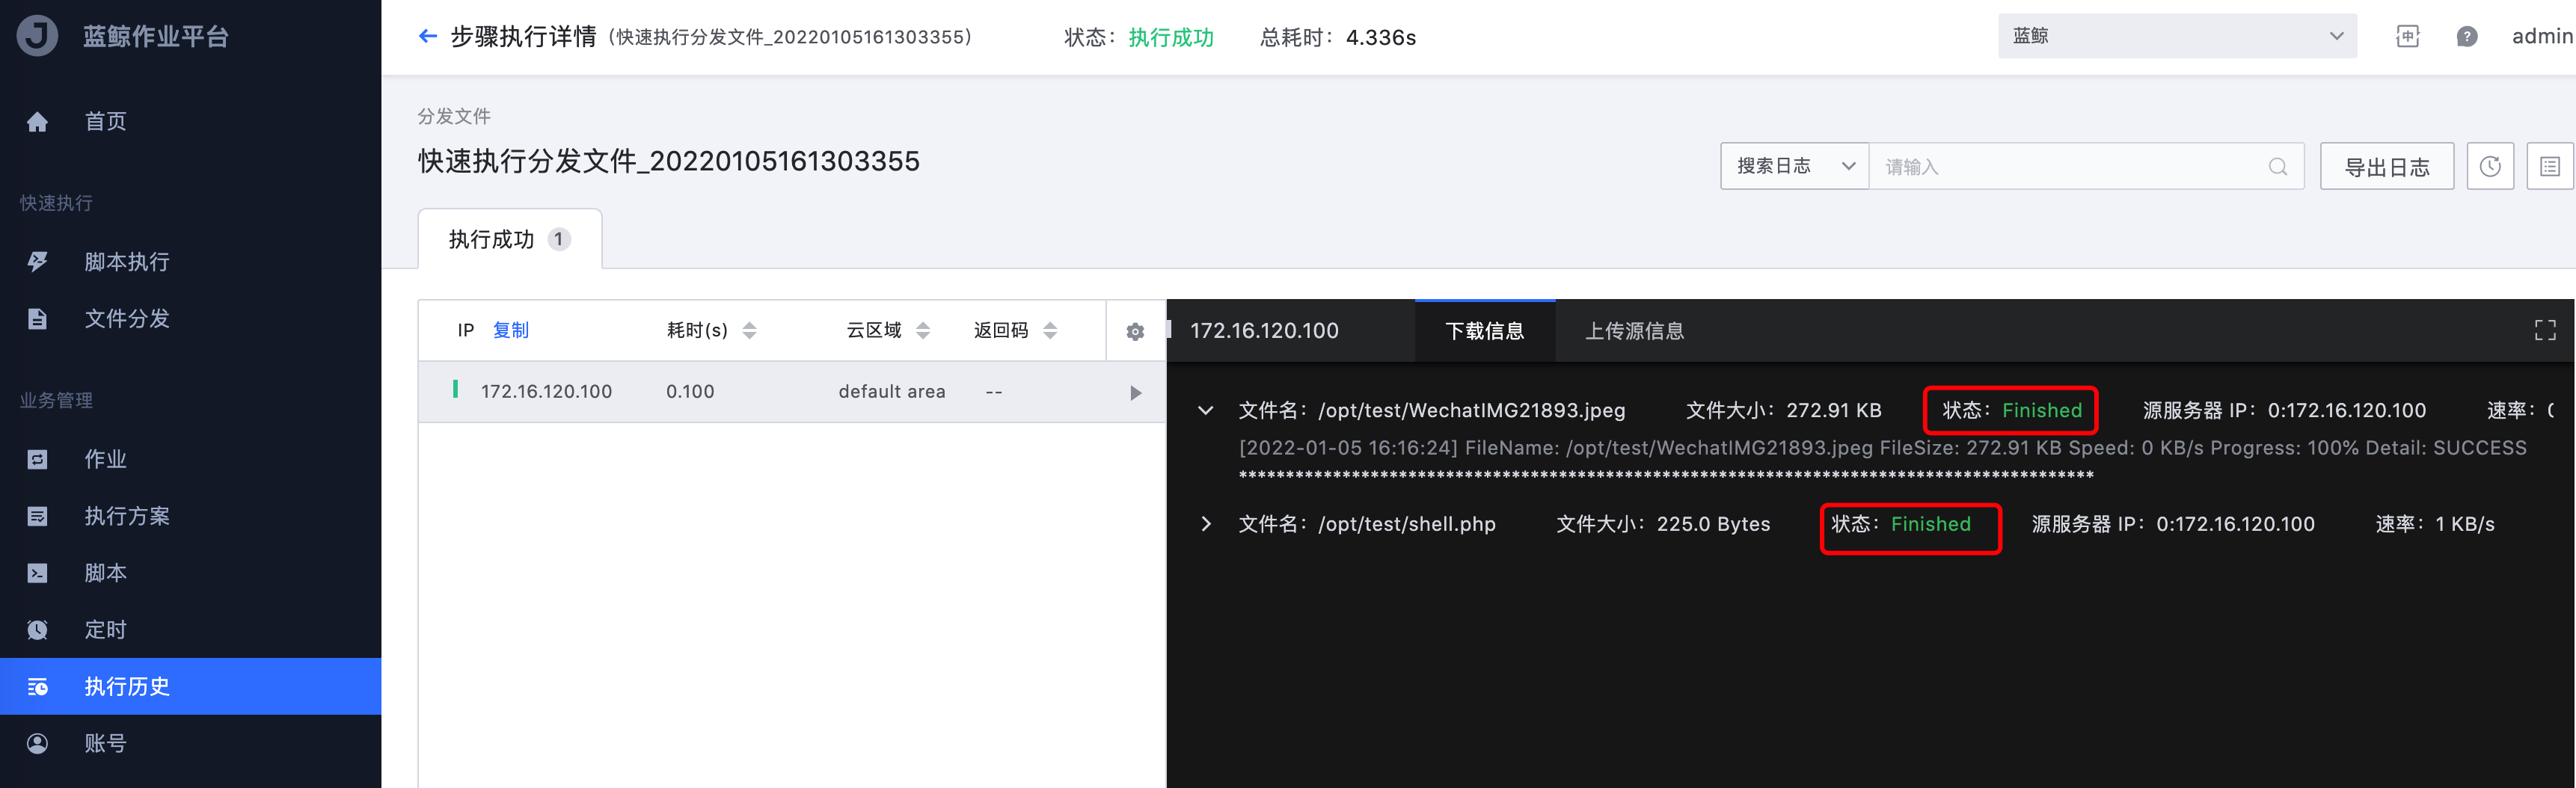 蓝鲸作业平台
首页
快速执行
脚本执行
文件分发
业务管理
作业
执行方案
脚本
定时
执行历史
账号
步骤执行详情（快速执行分发文件_20220105161303355） 状态：执行成功 总耗时：4.336s
蓝鲸 中 ? admin
分发文件
快速执行分发文件_20220105161303355
搜索日志 请输入 导出日志
执行成功 1
IP 复制 耗时(s) 云区域 返回码
172.16.120.100 0.100 default area --
172.16.120.100 下载信息 上传源信息
文件名：/opt/test/WechatIMG21893.jpeg 文件大小：272.91 KB 状态：Finished 源服务器 IP：0:172.16.120.100 速率：
[2022-01-05 16:16:24] FileName: /opt/test/WechatIMG21893.jpeg FileSize: 272.91 KB Speed: 0 KB/s Progress: 100% Detail: SUCCESS
文件名：/opt/test/shell.php 文件大小：225.0 Bytes 状态：Finished 源服务器 IP：0:172.16.120.100 速率：1 KB/s